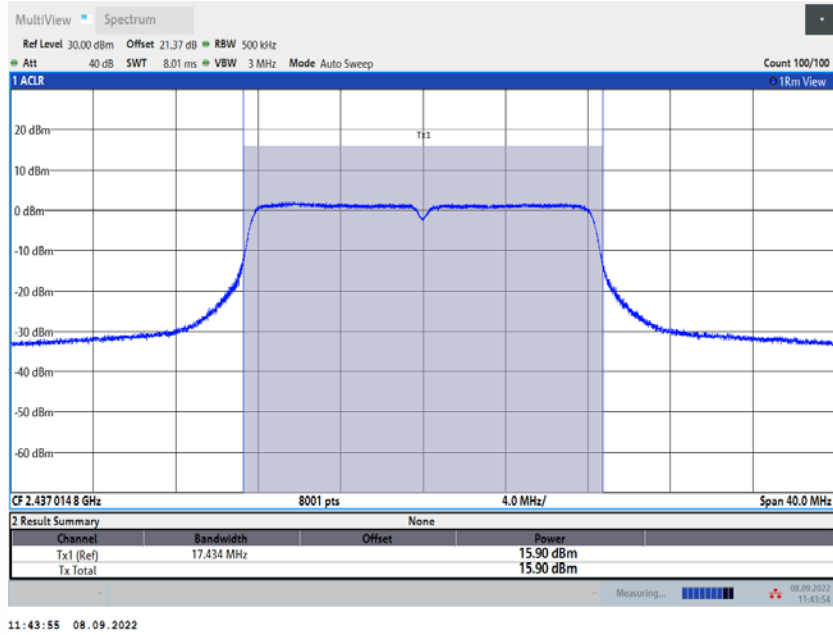 MultiView Spectrum
Ref Level 30.00 dBm Offset 21.37 dB RBW 500 kHz
Att 40 dB SWT 8.01 ms VBW 3 MHz Mode Auto Sweep Count 100/100
1 ACLR 1Rm View
Tx1
20 dBm
10 dBm
0 dBm
-10 dBm
-20 dBm
-30 dBm
-40 dBm
-50 dBm
-60 dBm
CF 2.437 014 8 GHz 8001 pts 4.0 MHz/ Span 40.0 MHz
2 Result Summary None
Channel Bandwidth Offset Power
Tx1 (Ref) 17.434 MHz 15.90 dBm
Tx Total 15.90 dBm
Measuring... 08.09.2022
11:43:54
11:43:55 08.09.2022